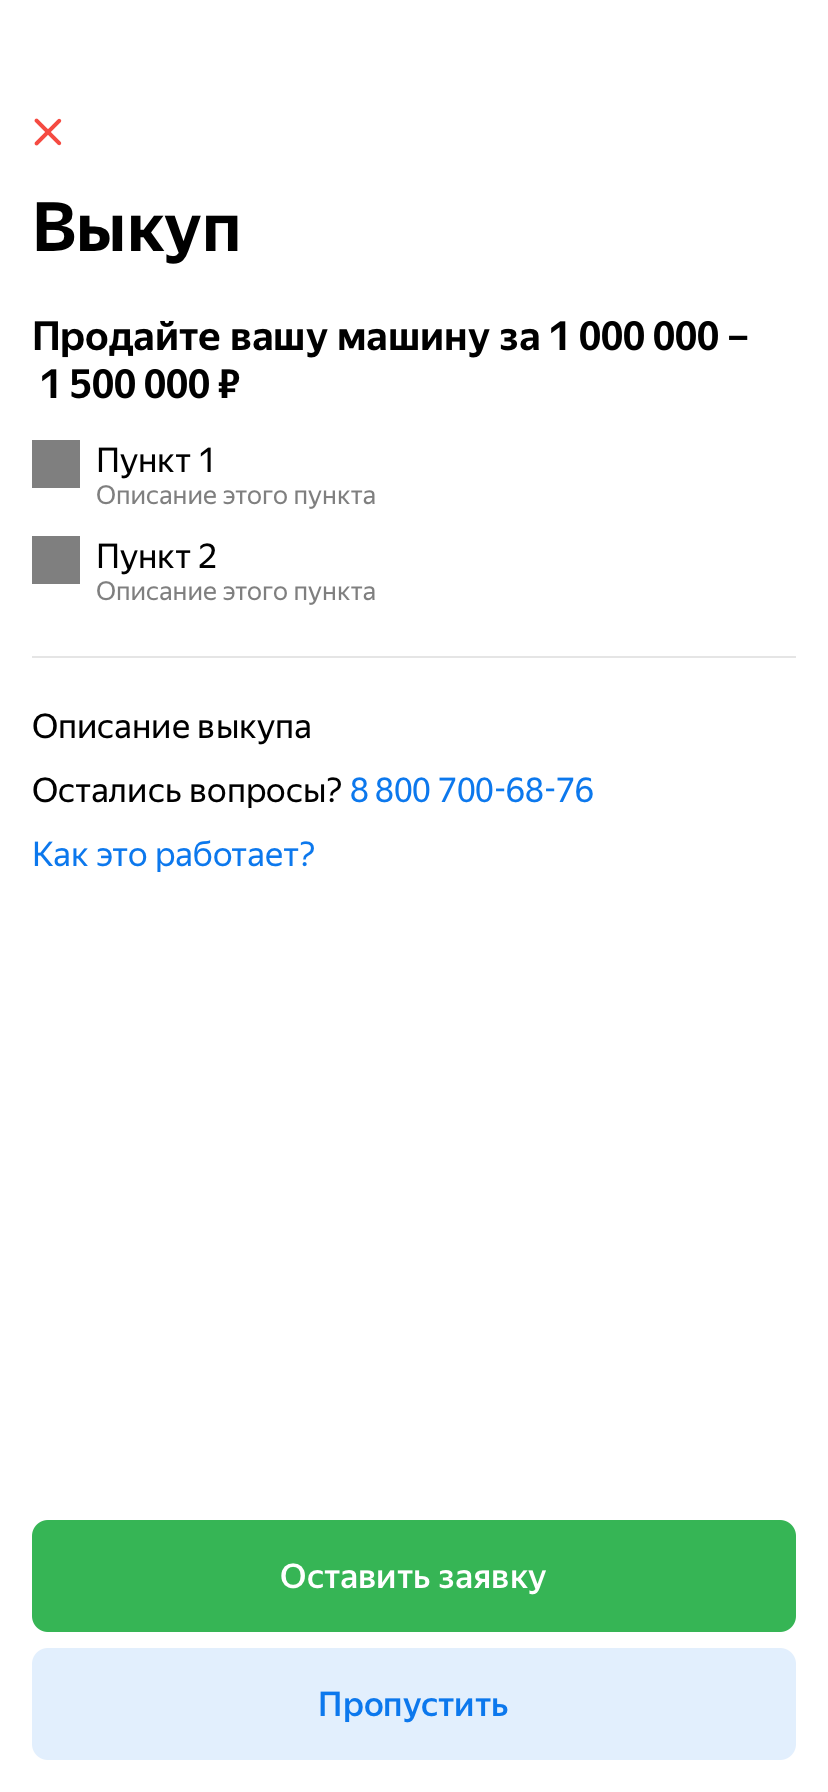 Выкуп
Продайте вашу машину за 1 000 000 –
1 500 000 ₽
Пункт 1
Описание этого пункта
Пункт 2
Описание этого пункта
Описание выкупа
Остались вопросы? 8 800 700-68-76
Как это работает?
Оставить заявку
Пропустить